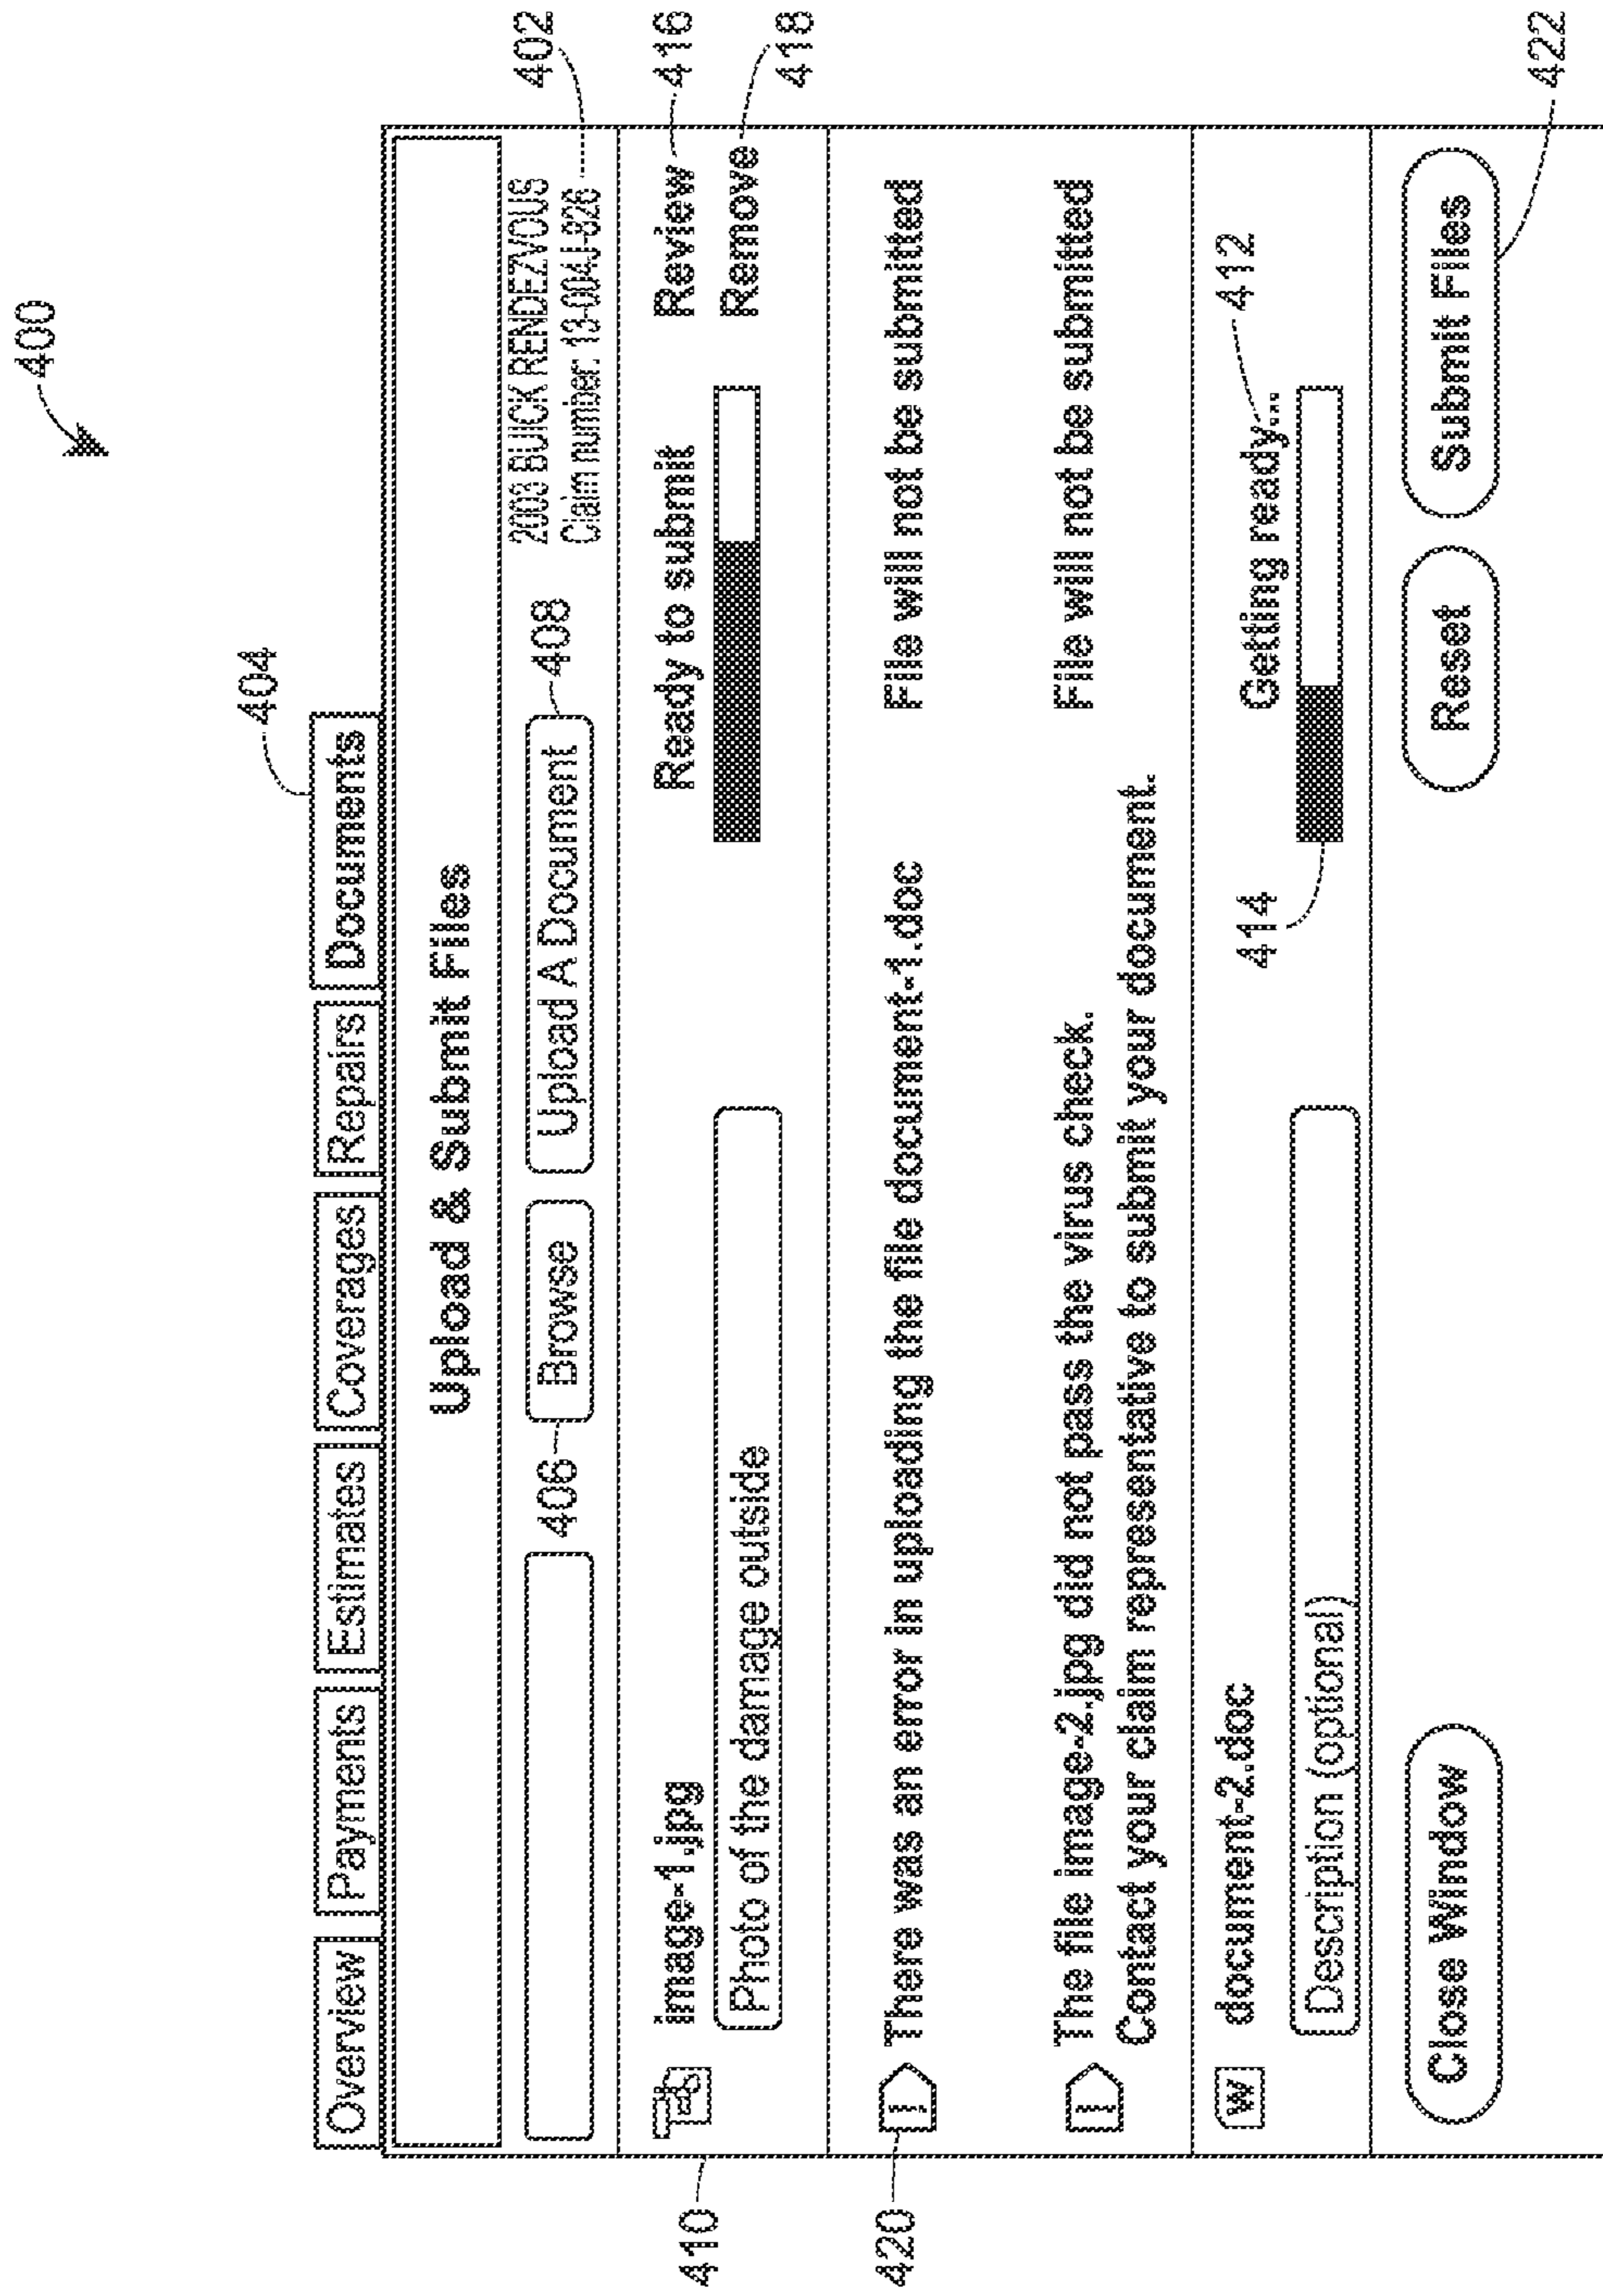 400
404
Overview Payments Estimates Coverages Repairs Documents
Upload & Submit Files
406 Browse Upload A Document 408
2003 BUICK RENDEZVOUS
Claim number: 13-004J-826
402
410
image-1.jpg Ready to submit Review 416
Photo of the damage outside Remove 418
420
! There was an error in uploading the file document-1.doc File will not be submitted
! The file image-2.jpg did not pass the virus check. File will not be submitted
Contact your claim representative to submit your document.
W document-2.doc Getting ready... 412
414
Description (optional)
Close Window Reset Submit Files
422